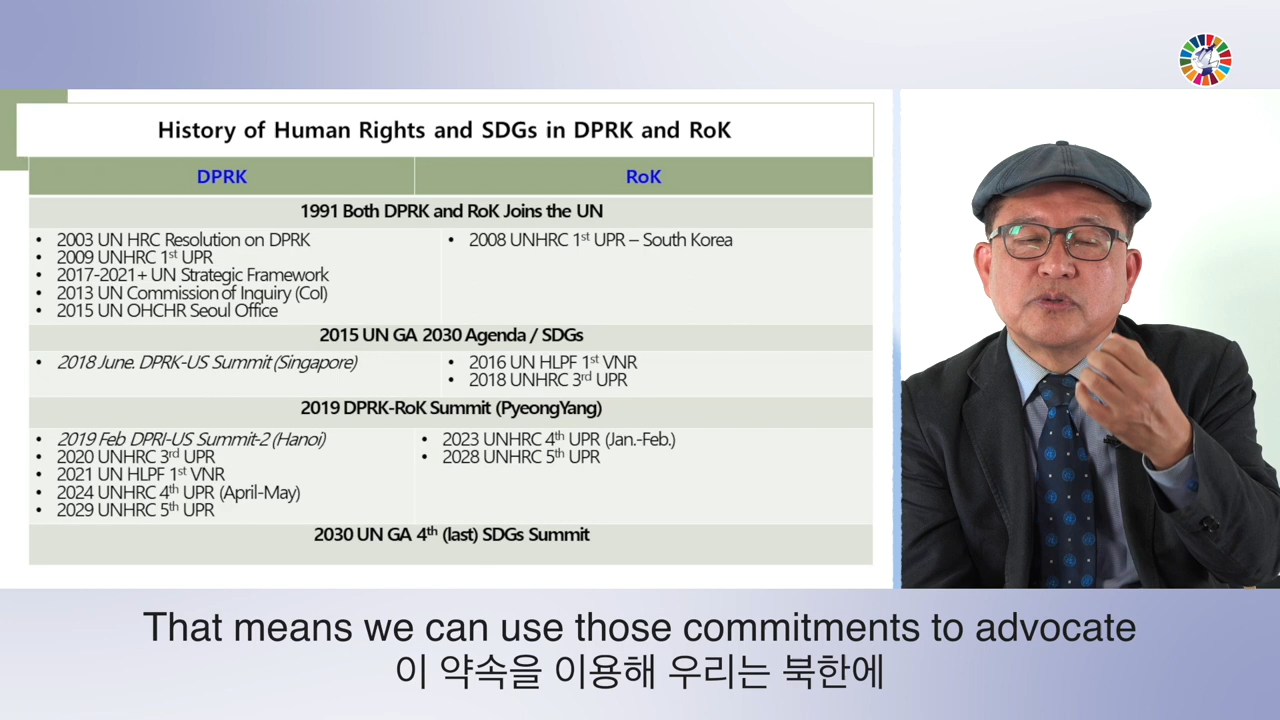 History of Human Rights and SDGs in DPRK and RoK
DPRK
RoK
1991 Both DPRK and RoK Joins the UN
• 2003 UN HRC Resolution on DPRK
• 2009 UNHRC 1st UPR
• 2017-2021+ UN Strategic Framework
• 2013 UN Commission of Inquiry (CoI)
• 2015 UN OHCHR Seoul Office
• 2008 UNHRC 1st UPR – South Korea
2015 UN GA 2030 Agenda / SDGs
• 2018 June. DPRK-US Summit (Singapore)
• 2016 UN HLPF 1st VNR
• 2018 UNHRC 3rd UPR
2019 DPRK-RoK Summit (PyeongYang)
• 2019 Feb DPRI-US Summit-2 (Hanoi)
• 2020 UNHRC 3rd UPR
• 2021 UN HLPF 1st VNR
• 2024 UNHRC 4th UPR (April-May)
• 2029 UNHRC 5th UPR
• 2023 UNHRC 4th UPR (Jan.-Feb.)
• 2028 UNHRC 5th UPR
2030 UN GA 4th (last) SDGs Summit
That means we can use those commitments to advocate
이 약속을 이용해 우리는 북한에